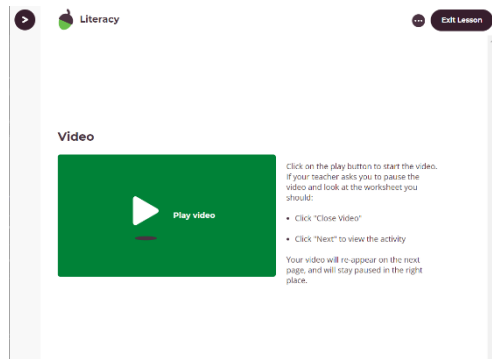 Literacy
Exit Lesson
Video
Play video
Click on the play button to start the video.
If your teacher asks you to pause the
video and look at the worksheet you
should:
• Click "Close Video"
• Click "Next" to view the activity
Your video will re-appear on the next
page, and will stay paused in the right
place.